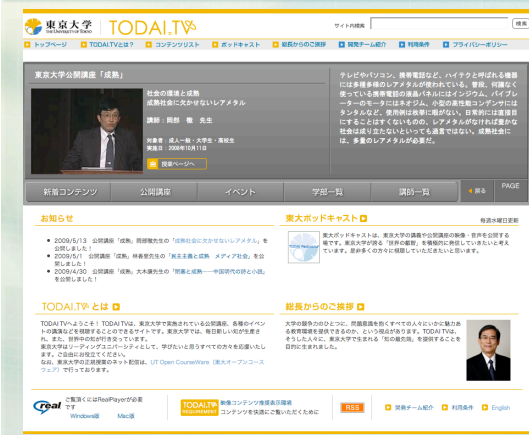 東京大学 TODAI.TV
THE UNIVERSITY OF TOKYO
サイト内検索
検索
トップページ TODAI.TVとは? コンテンツリスト ポッドキャスト 総長からのご挨拶 開発チーム紹介 利用条件 プライバシーポリシー
東京大学公開講座「成熟」
社会の環境と成熟
成熟社会に欠かせないレアメタル
講師:岡部 徹 先生
対象者:成人一般・大学生・高校生
実施日:2008年10月11日
授業ページへ
テレビやパソコン、携帯電話など、ハイテクと呼ばれる機器
には多種多様のレアメタルが使われている。普段、何気なく
使っている携帯電話の液晶パネルにはインジウム、バイブレ
ーターのモータにはネオジム、小型の高性能コンデンサには
タンタルなど、使用例は枚挙に暇がない。日常的には直接目
にすることはすくないものの、レアメタルがなければ豊かな
社会は成り立たないといっても過言ではない。成熟社会に
は、多量のレアメタルが必要だ。
新着コンテンツ 公開講座 イベント 学部一覧 講師一覧 戻る PAGE
お知らせ
2009/5/13 公開講座「成熟」岡部徹先生の「成熟社会に欠かせないレアメタル」を
公開しました!
2009/5/1 公開講座「成熟」林香里先生の「民主主義と成熟 メディア社会」を公
開しました!
2009/4/30 公開講座「成熟」大木康先生の「閉塞と成熟──中国明代の詩と小説」
を公開しました!
東大ポッドキャスト
毎週水曜日更新
東大ポッドキャストは、東京大学の講義や公開講座の映像・音声を公開する
場です。東京大学が誇る「世界の叡智」を積極的に発信していきたいと考え
ています。是非多くの方々に視聴していただきたいと思います。
TODAI.TVとは
TODAI.TVへようこそ! TODAI.TVは、東京大学で実施されている公開講座、各種のイベン
トの講演などを視聴することのできるサイトです。東京大学では、毎日新しい知が生産さ
れ、また、世界中の知が行き交っています。
東京大学はリーディングユニバーシティとして、学びたいと思うすべての方々を応援いたし
ます。ご自由にお役立てください。
なお、東京大学の正規授業のネット配信は、UT Open CourseWare(東大オープンコース
ウェア)で行っております。
総長からのご挨拶
大学の競争力のひとつに、問題意識を抱くすべての人々にいかに魅力あ
る教育環境を提供できるのか、という視点があります。TODAI.TVは、
そうした人々に、東京大学で生まれる「知の最先端」を提供することを
目的に生まれました。
real
ご覧頂くにはRealPlayerが必要
です
Windows版 Mac版
TODAI.TV
REQUIREMENT
映像コンテンツ推奨表示環境
コンテンツを快適にご覧いただくために
RSS
開発チーム紹介 利用条件 English